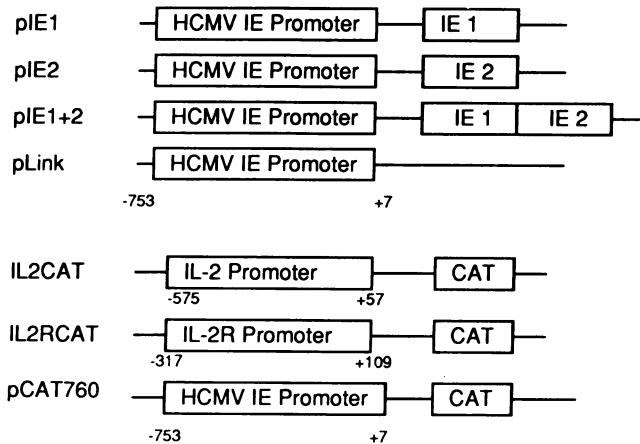 pIE1 HCMV IE Promoter IE 1
pIE2 HCMV IE Promoter IE 2
pIE1+2 HCMV IE Promoter IE 1 IE 2
pLink HCMV IE Promoter
-753 +7
IL2CAT IL-2 Promoter CAT
-575 +57
IL2RCAT IL-2R Promoter CAT
-317 +109
pCAT760 HCMV IE Promoter CAT
-753 +7